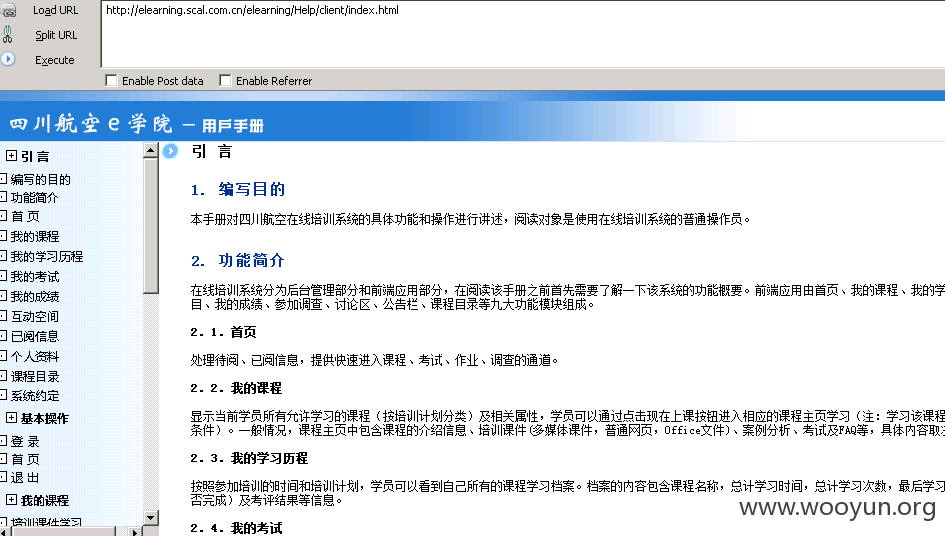 Load URL
http://elearning.scal.com.cn/elearning/Help/client/index.html
Split URL
Execute
Enable Post data
Enable Referrer
四川航空e学院 — 用戶手册
引言
编写的目的
功能简介
首页
我的课程
我的学习历程
我的考试
我的成绩
互动空间
已阅信息
个人资料
课程目录
系统约定
基本操作
登录
首页
退出
我的课程
培训课件学习
引 言
1. 编写目的
本手册对四川航空在线培训系统的具体功能和操作进行讲述，阅读对象是使用在线培训系统的普通操作员。
2. 功能简介
在线培训系统分为后台管理部分和前端应用部分，在阅读该手册之前首先需要了解一下该系统的功能概要。前端应用由首页、我的课程、我的学
目、我的成绩、参加调查、讨论区、公告栏、课程目录等九大功能模块组成。
2.1．首页
处理待阅、已阅信息，提供快速进入课程、考试、作业、调查的通道。
2.2．我的课程
显示当前学员所有允许学习的课程（按培训计划分类）及相关属性，学员可以通过点击现在上课按钮进入相应的课程主页学习（注：学习该课程
条件）。一般情况，课程主页中包含课程的介绍信息、培训课件(多媒体课件，普通网页，Office文件)、案例分析、考试及FAQ等，具体内容取决
2.3．我的学习历程
按照参加培训的时间和培训计划，学员可以看到自己所有的课程学习档案。档案的内容包含课程名称，总计学习时间，总计学习次数，最后学习
否完成）及考评结果等信息。
2.4．我的考试
www.wooyun.org